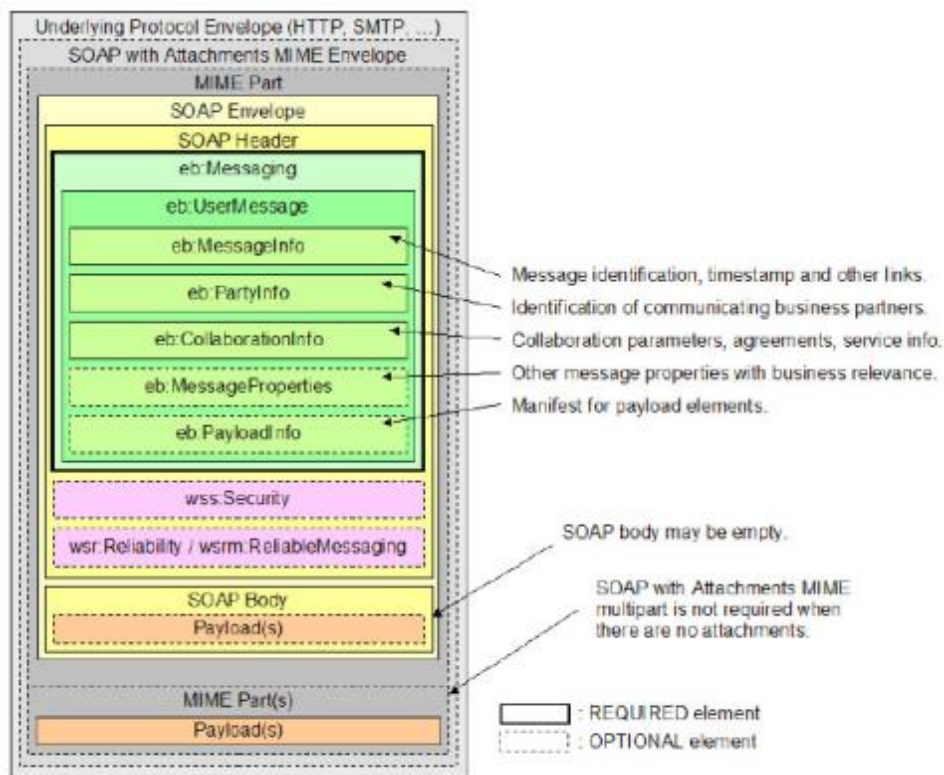 Underlying Protocol Envelope (HTTP, SMTP, ...)
SOAP with Attachments MIME Envelope
MIME Part
SOAP Envelope
SOAP Header
eb:Messaging
eb:UserMessage
eb:MessageInfo
eb:PartyInfo
eb:CollaborationInfo
eb:MessageProperties
eb:PayloadInfo
Message identification, timestamp and other links.
Identification of communicating business partners.
Collaboration parameters, agreements, service info.
Other message properties with business relevance.
Manifest for payload elements.
wss:Security
wsr:Reliability / wsrm:ReliableMessaging
SOAP Body
Payload(s)
SOAP body may be empty.
SOAP with Attachments MIME
multipart is not required when
there are no attachments.
MIME Part(s)
Payload(s)
: REQUIRED element
: OPTIONAL element